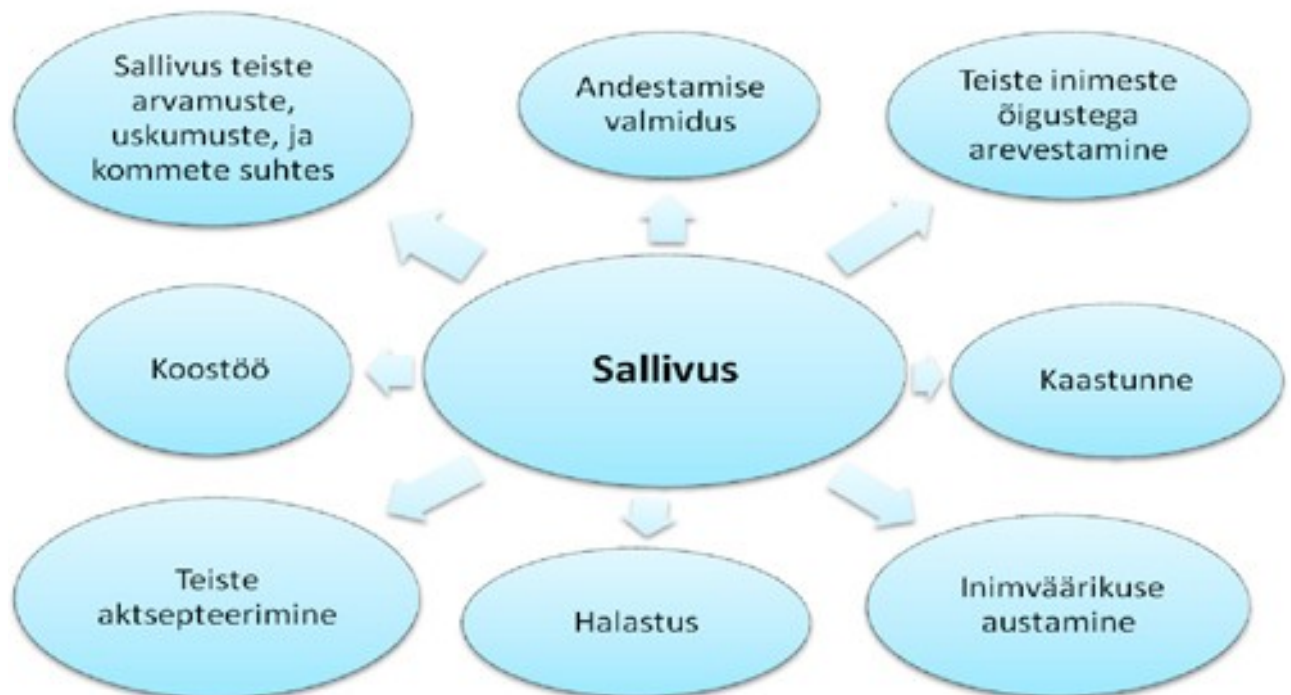 Sallivus teiste
arvamuste,
uskumuste, ja
kommete suhtes
Andestamise
valmidus
Teiste inimeste
õigustega
arevestamine
Koostöö
Sallivus
Kaastunne
Teiste
aktsepteerimine
Halastus
Inimväärikuse
austamine